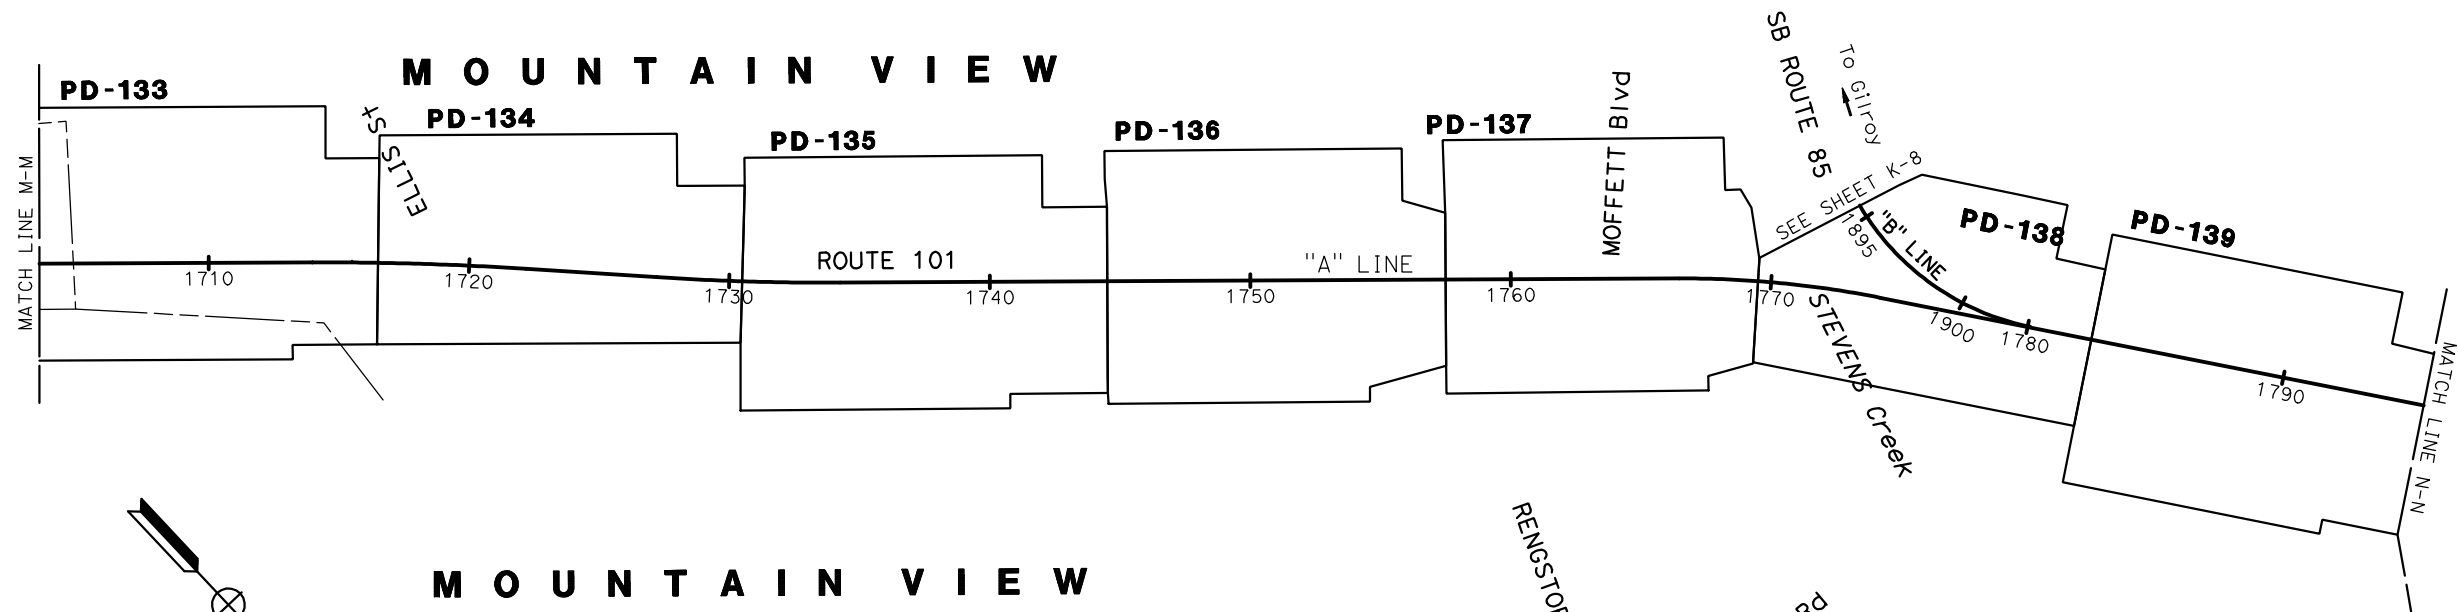 MOUNTAIN VIEW
PD-133
PD-134
PD-135
PD-136
PD-137
PD-138
PD-139
MATCH LINE M-M
ELLIS St
MOFFETT Blvd
SB ROUTE 85
To Gilroy
SEE SHEET K-8
ROUTE 101
"A" LINE
"B" LINE
1710
1720
1730
1740
1750
1760
1770
1895
1900
1780
1790
STEVENS Creek
MATCH LINE N-N
MOUNTAIN VIEW